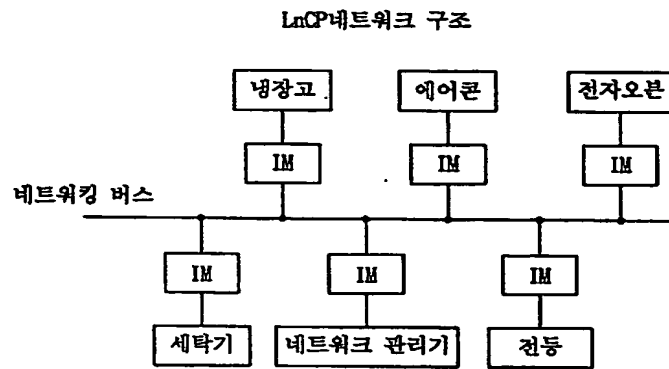 LnCP네트워크 구조
냉장고 에어콘 전자오븐
IM IM IM
네트워킹 버스
IM IM IM
세탁기 네트워크 관리기 전등